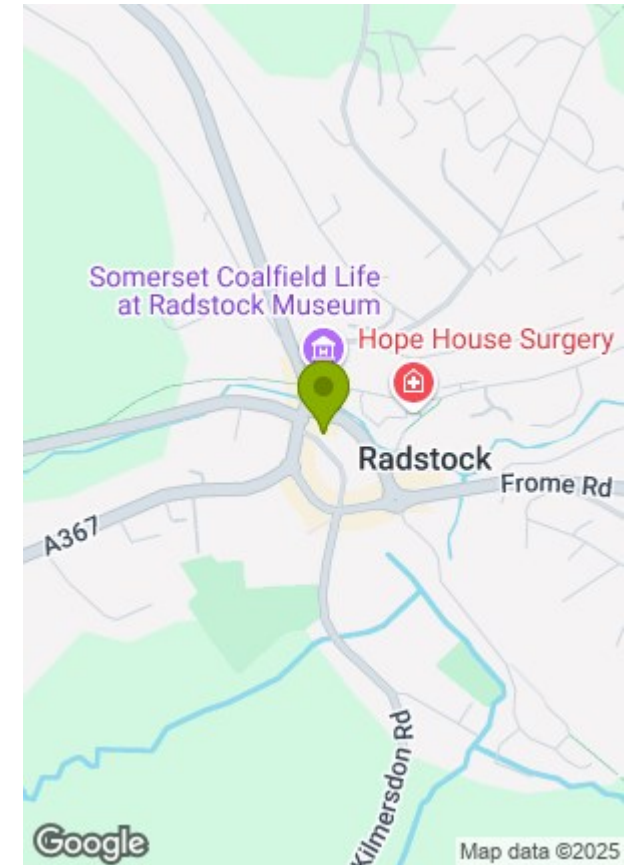 Somerset Coalfield Life
at Radstock Museum
Hope House Surgery
Radstock
Frome Rd
A367
Kilmersdon Rd
Google
Map data ©2025